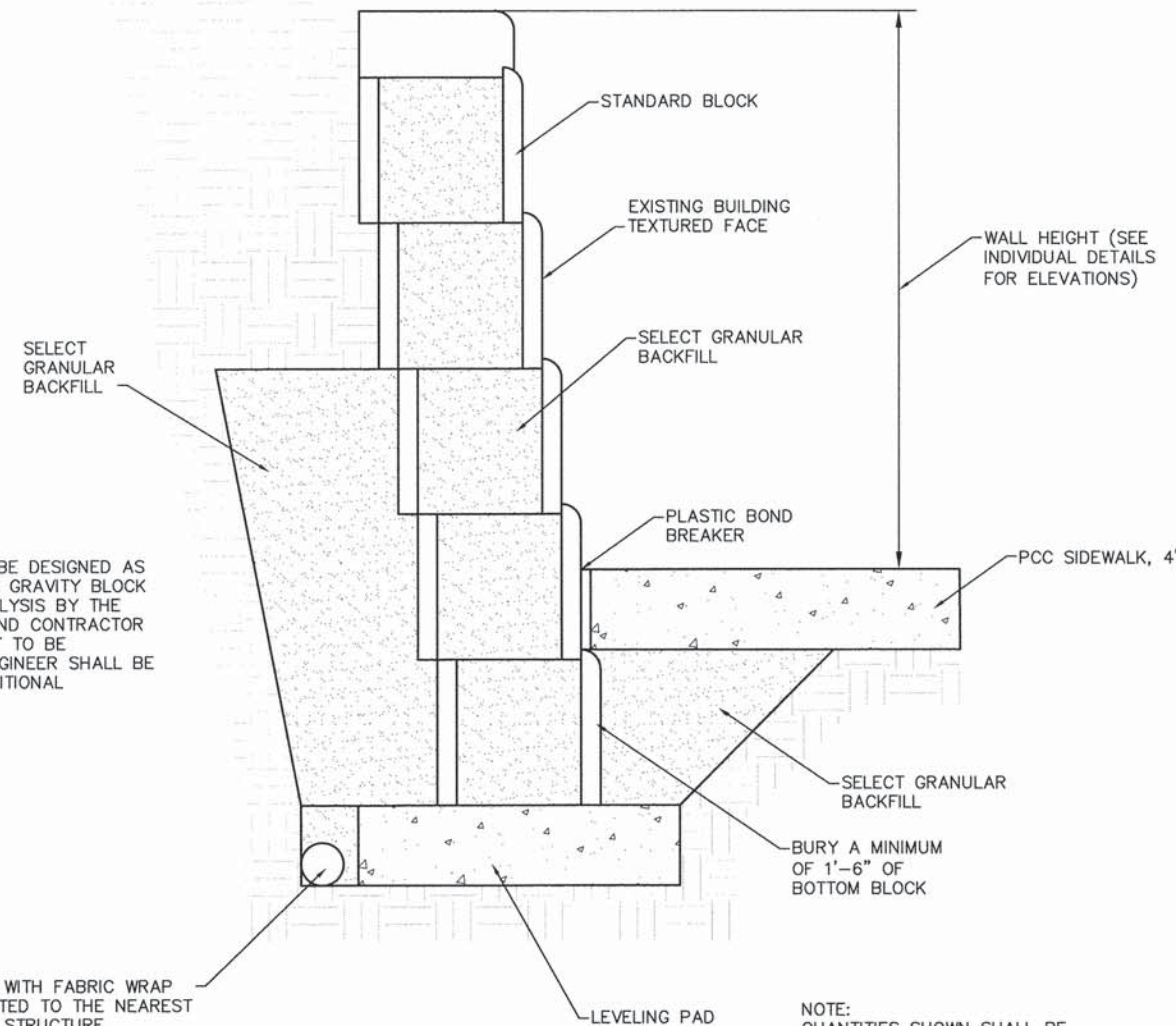 STANDARD BLOCK
EXISTING BUILDING
TEXTURED FACE
WALL HEIGHT (SEE
INDIVIDUAL DETAILS
FOR ELEVATIONS)
SELECT
GRANULAR
BACKFILL
SELECT GRANULAR
BACKFILL
PLASTIC BOND
BREAKER
PCC SIDEWALK, 4"
BE DESIGNED AS
GRAVITY BLOCK
LYSIS BY THE
ND CONTRACTOR
T TO BE
GINEER SHALL BE
ITIONAL
SELECT GRANULAR
BACKFILL
BURY A MINIMUM
OF 1'-6" OF
BOTTOM BLOCK
WITH FABRIC WRAP
TED TO THE NEAREST
STRUCTURE
LEVELING PAD
NOTE:
QUANTITIES SHOWN SHALL BE